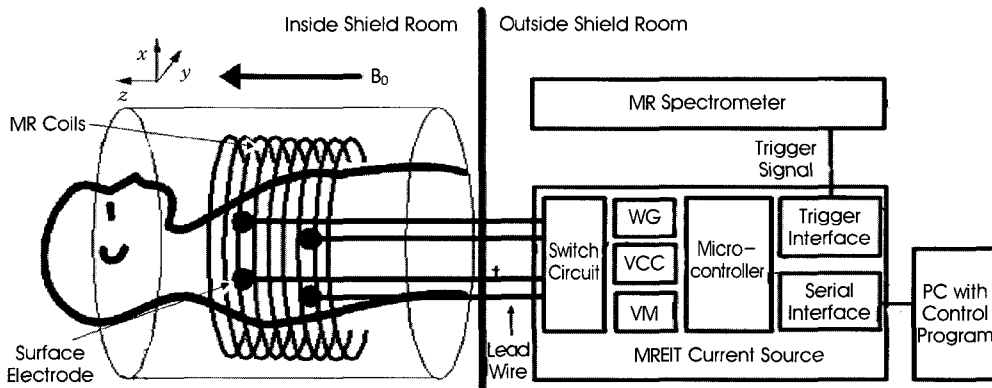 Inside Shield Room
Outside Shield Room
x
y
z
B₀
MR Coils
MR Spectrometer
Trigger
Signal
Switch
Circuit
WG
VCC
VM
Micro-
controller
Trigger
Interface
Serial
Interface
PC with
Control
Program
t
Surface
Electrode
Lead
Wire
MREIT Current Source